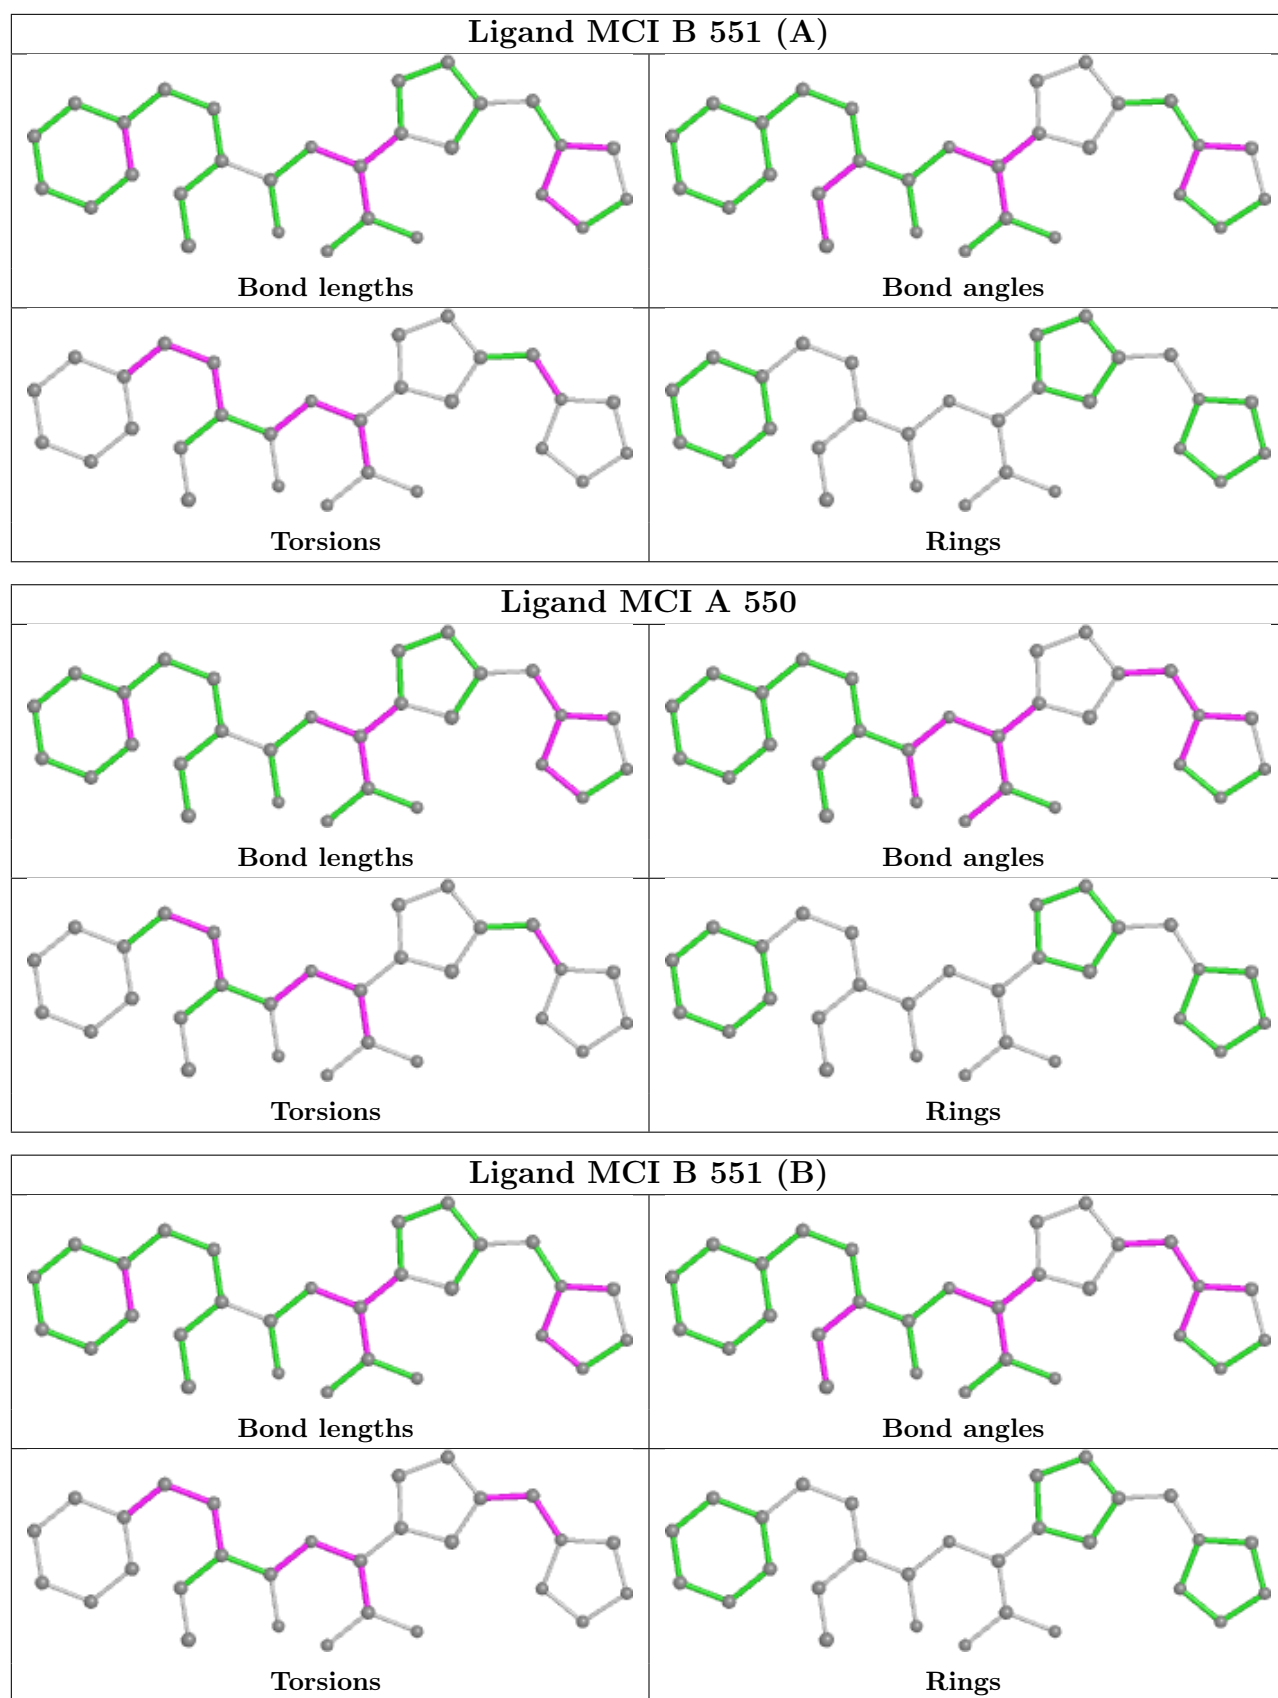 Ligand MCI B 551 (A)
Bond lengths
Bond angles
Torsions
Rings
Ligand MCI A 550
Bond lengths
Bond angles
Torsions
Rings
Ligand MCI B 551 (B)
Bond lengths
Bond angles
Torsions
Rings